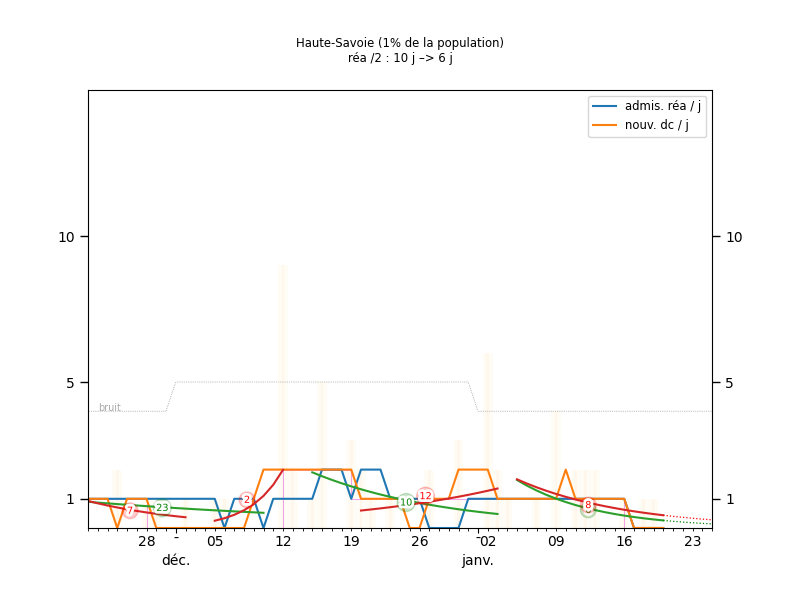 Haute-Savoie (1% de la population)
réa /2 : 10 j –> 6 j
admis. réa / j
nouv. dc / j
10 10
5 5
bruit
1 1
7 23 2 10 12 8
28 - 05 12 19 26 -02 09 16 23
déc. janv.